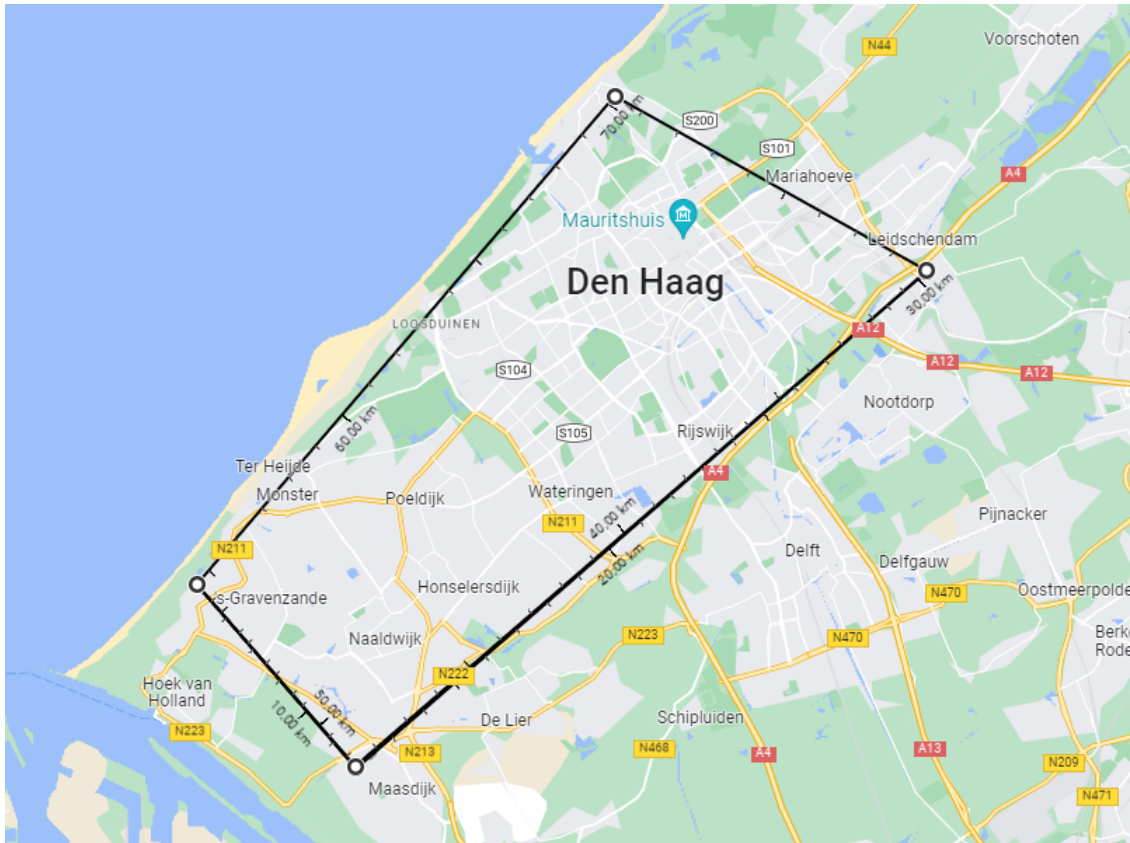 Voorschoten
N44
70,00 km
S200
S101
A4
Mariahoeve
Mauritshuis
Leidschendam
Den Haag
30,00 km
LOOSDUINEN
A12
A12
A12
S104
Nootdorp
60,00 km
S105
Rijswijk
Ter Heijde
A4
Monster
Poeldijk
Wateringen
40,00 km
N211
Pijnacker
N211
20,00 km
Delft
Delfgauw
Honselersdijk
Oostmeerpolde
's-Gravenzande
N470
Naaldwijk
N223
N470
Berke
Rode
N222
Hoek van
Holland
50,00 km
10,00 km
De Lier
Schipluiden
N223
N213
N468
A4
A13
N209
Maasdijk
N471